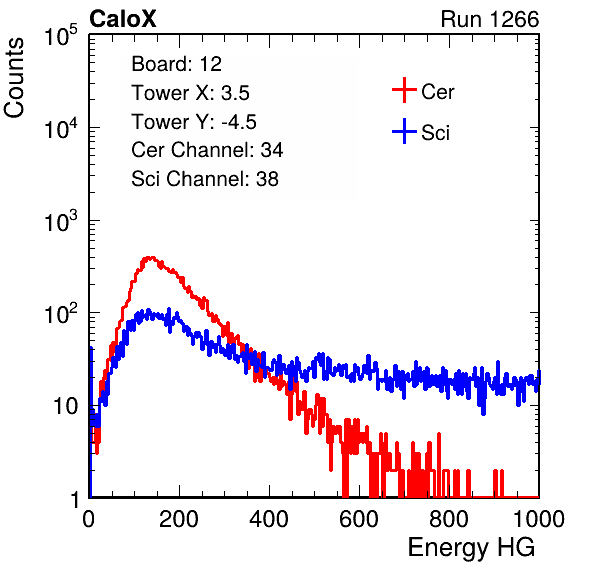 CaloX Run 1266
Counts
Board: 12
Tower X: 3.5
Tower Y: -4.5
Cer Channel: 34
Sci Channel: 38
Cer
Sci
10^5
10^4
10^3
10^2
10
1
0 200 400 600 800 1000
Energy HG